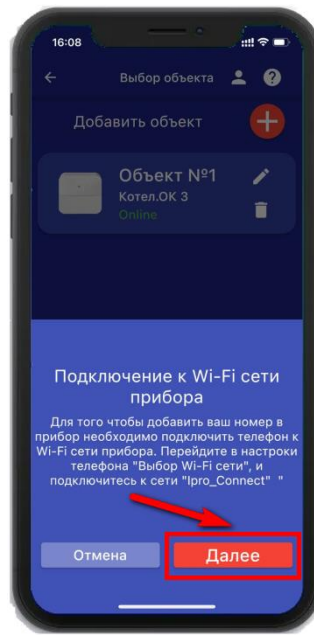 16:08
Выбор объекта
Добавить объект
Объект №1
Котел.ОК 3
Online
Подключение к Wi-Fi сети
прибора
Для того чтобы добавить ваш номер в
прибор необходимо подключить телефон к
Wi-Fi сети прибора. Перейдите в настроки
телефона "Выбор Wi-Fi сети", и
подключитесь к сети "Ipro_Connect" "
Отмена
Далее